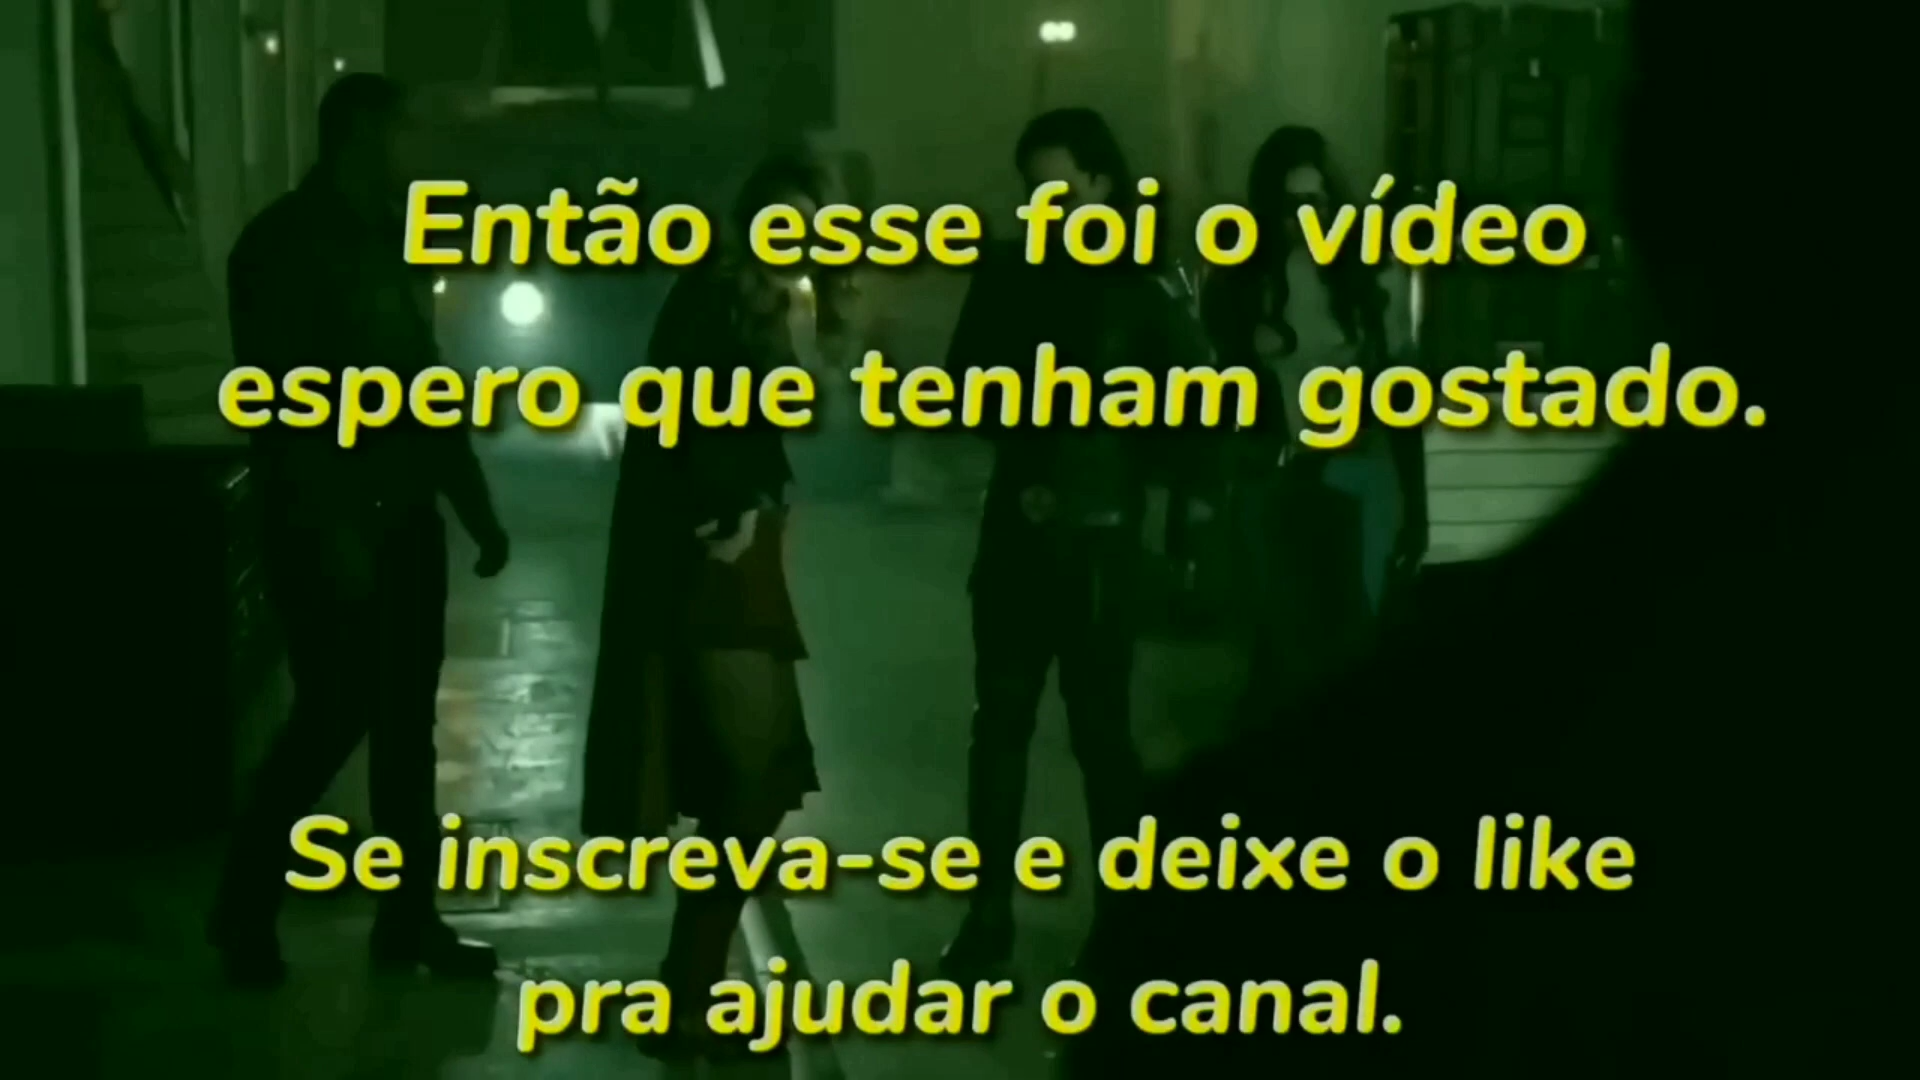 Então esse foi o vídeo
espero que tenham gostado.
Se inscreva-se e deixe o like
pra ajudar o canal.